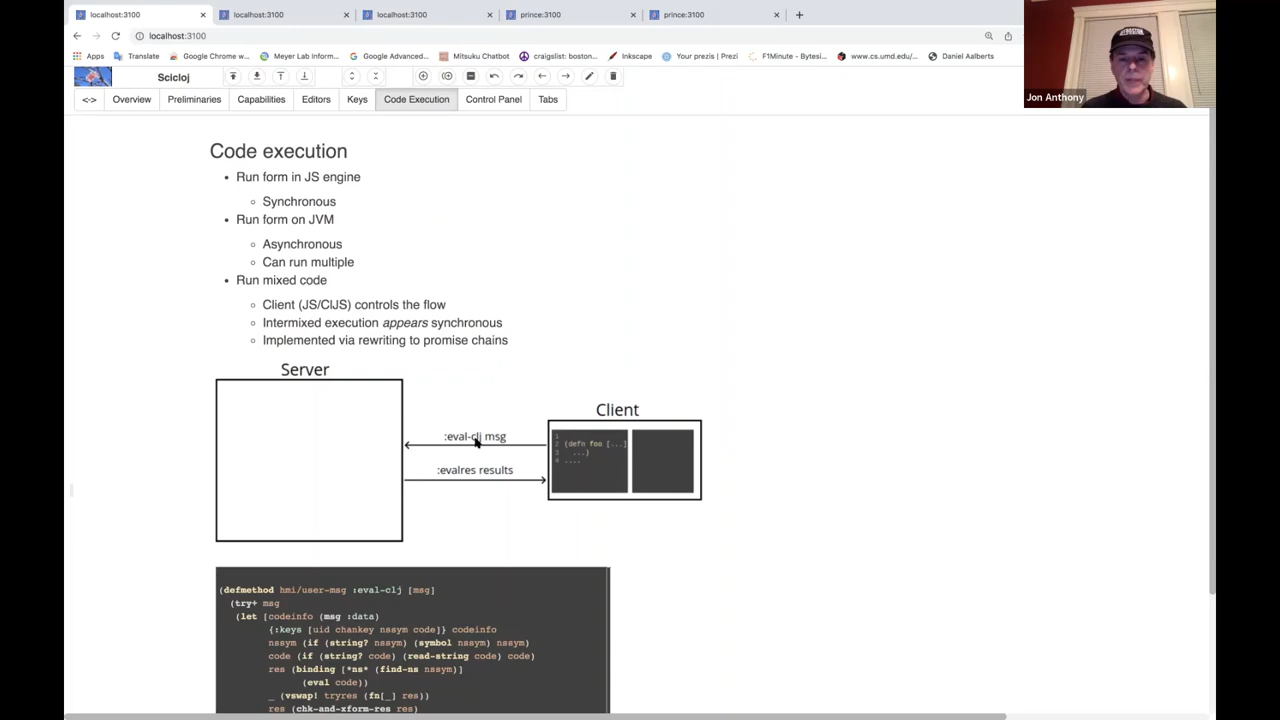 localhost:3100
localhost:3100
localhost:3100
prince:3100
prince:3100
localhost:3100
Apps
Translate
Google Chrome w...
Meyer Lab Inform...
Google Advanced...
Mitsuku Chatbot
craigslist: boston...
Inkscape
Your prezis | Prezi
F1Minute - Bytesi...
www.cs.umd.edu/...
Daniel Aalberts
Scicloj
<-> Overview Preliminaries Capabilities Editors Keys Code Execution Control Panel Tabs
Jon Anthony
Code execution
• Run form in JS engine
◦ Synchronous
• Run form on JVM
◦ Asynchronous
◦ Can run multiple
• Run mixed code
◦ Client (JS/ClJS) controls the flow
◦ Intermixed execution appears synchronous
◦ Implemented via rewriting to promise chains
Server
Client
:eval-clj msg
:evalres results
1
2 (defn foo [...]
3 ...)
4 ....
(defmethod hmi/user-msg :eval-clj [msg]
(try+ msg
(let [codeinfo (msg :data)
{:keys [uid chankey nssym code]} codeinfo
nssym (if (string? nssym) (symbol nssym) nssym)
code (if (string? code) (read-string code) code)
res (binding [*ns* (find-ns nssym)]
(eval code))
_ (vswap! tryres (fn[_] res))
res (chk-and-xform-res res)